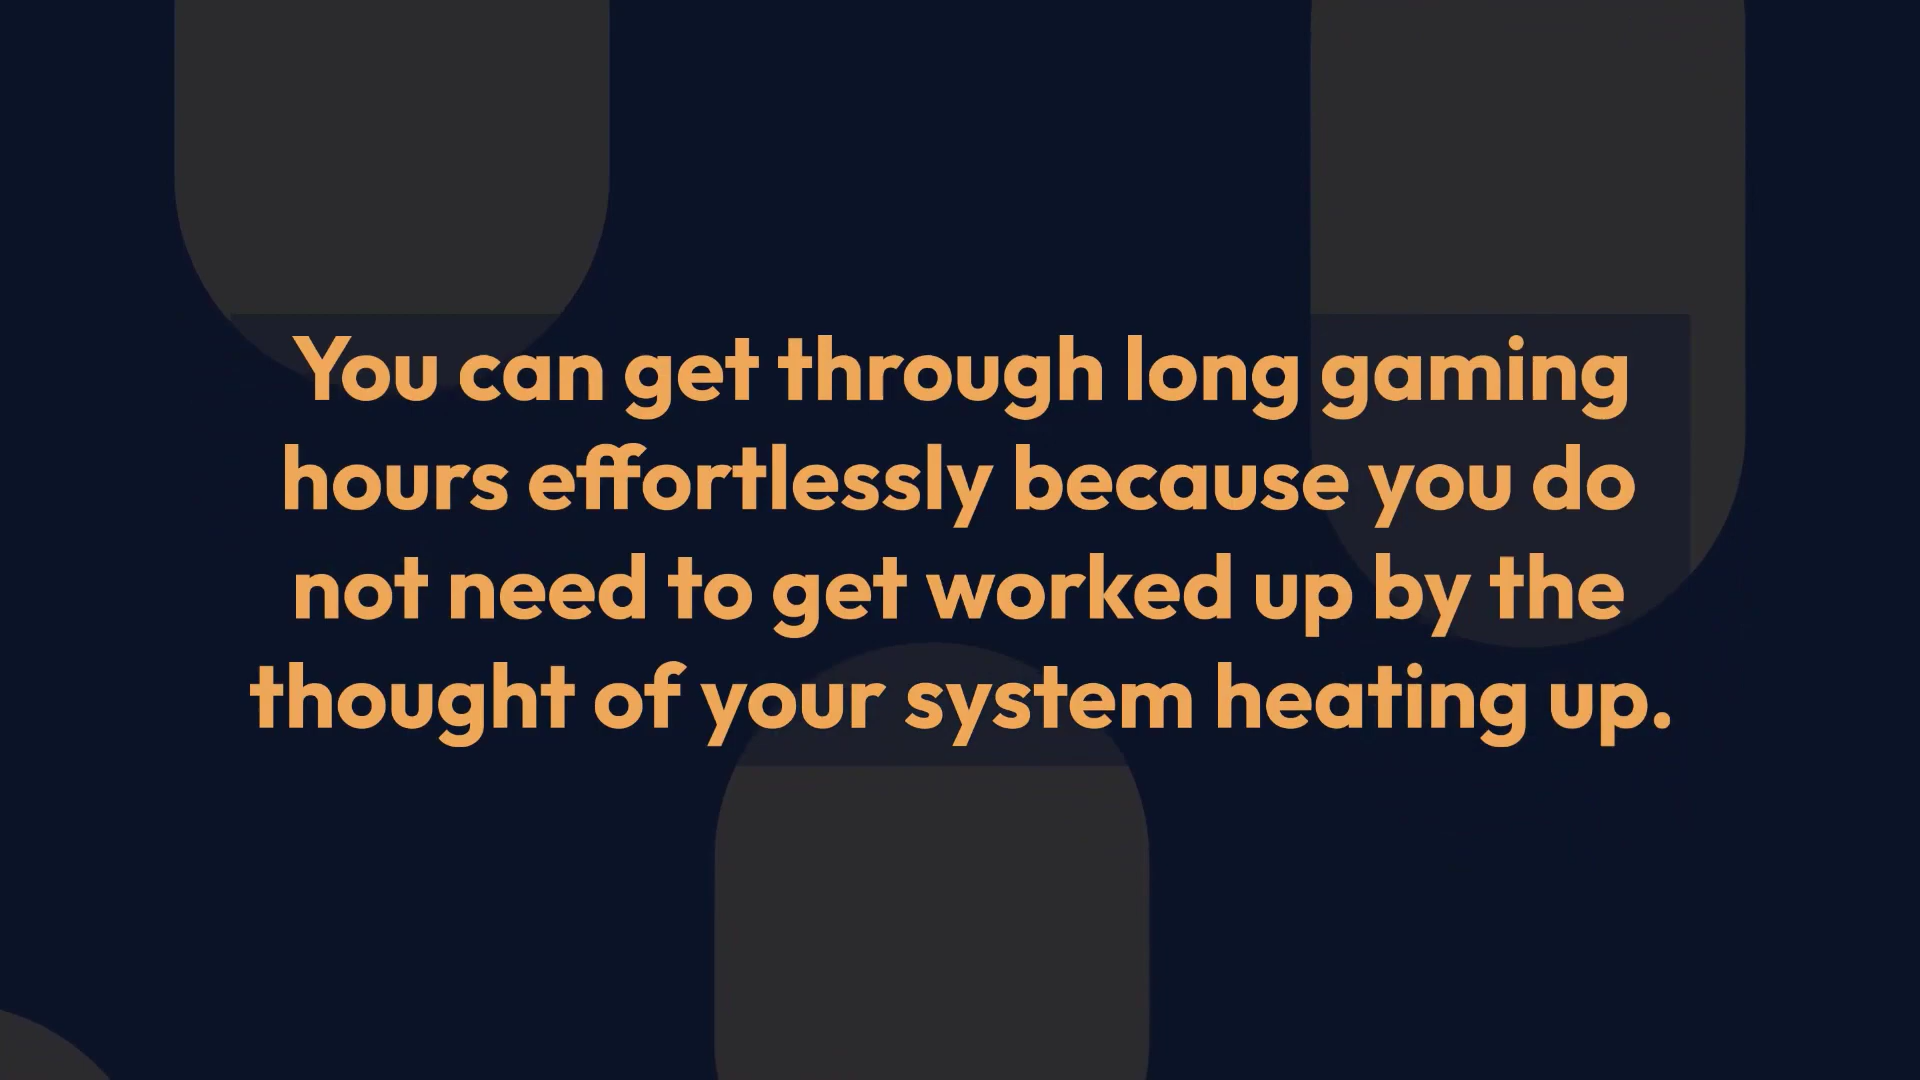 You can get through long gaming
hours effortlessly because you do
not need to get worked up by the
thought of your system heating up.